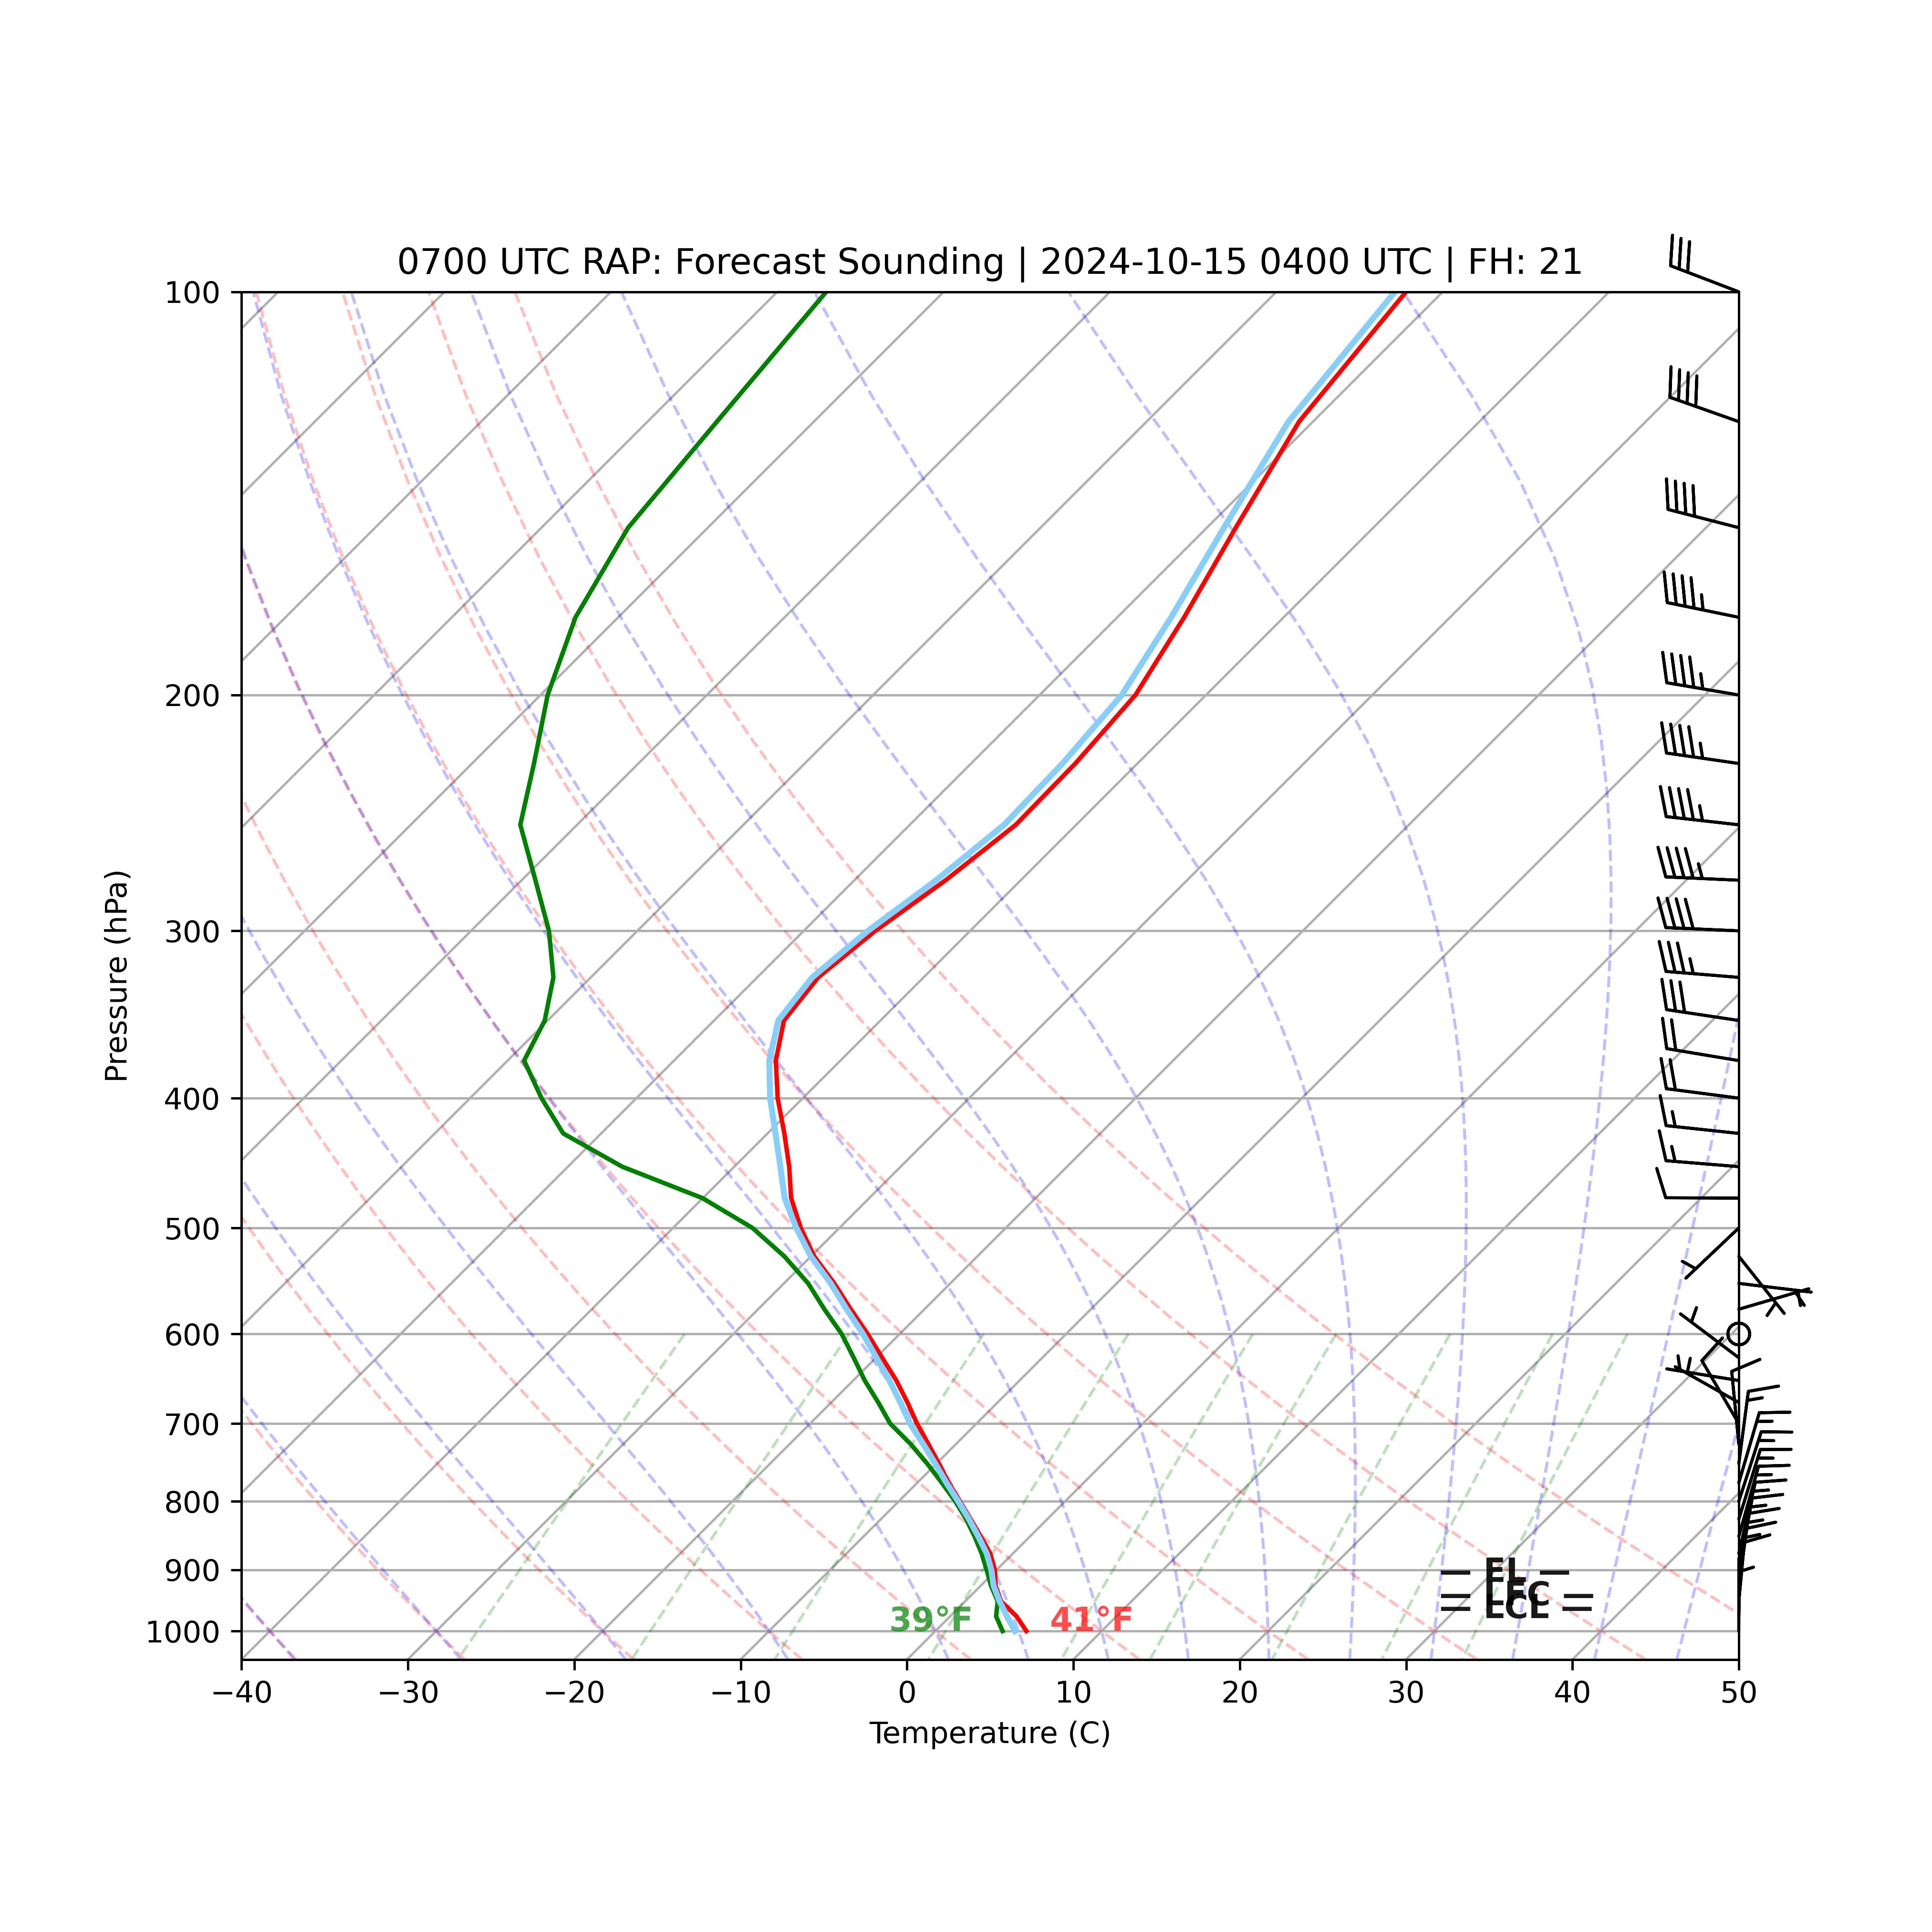 0700 UTC RAP: Forecast Sounding | 2024-10-15 0400 UTC | FH: 21
100
200
300
400
500
600
700
800
900
1000
Pressure (hPa)
— EL —
— LFC —
— LCL —
39°F 41°F
−40 −30 −20 −10 0 10 20 30 40 50
Temperature (C)